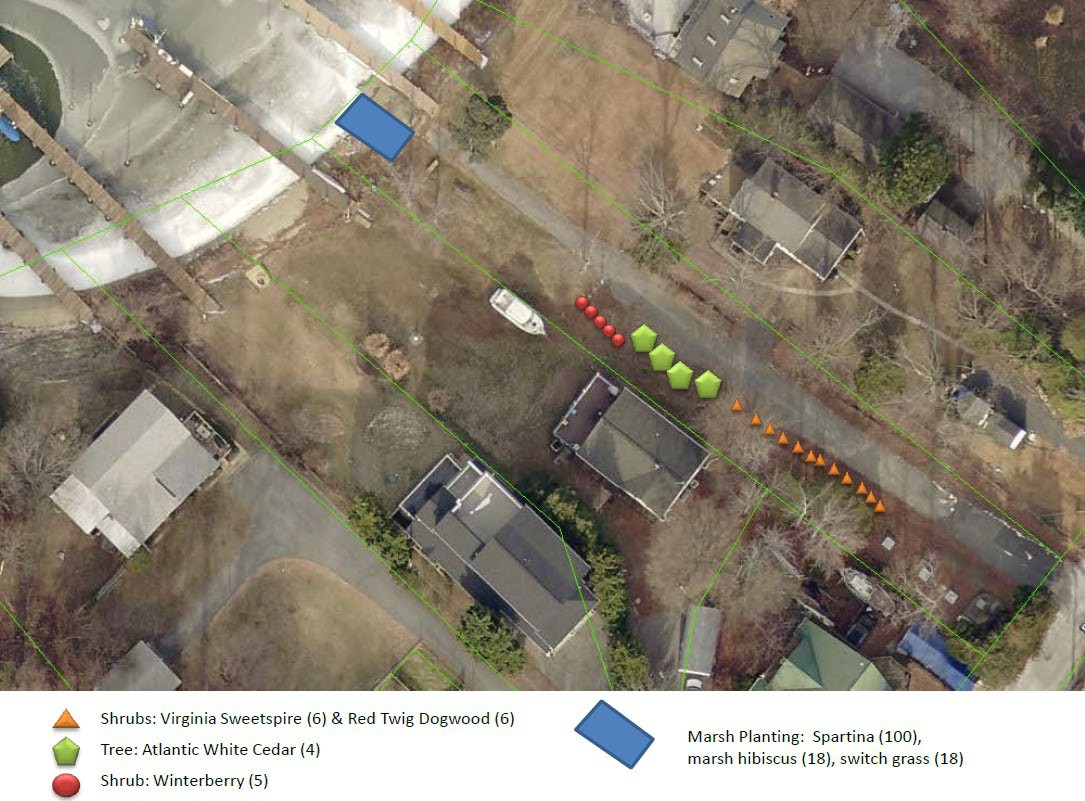 Shrubs: Virginia Sweetspire (6) & Red Twig Dogwood (6)
Tree: Atlantic White Cedar (4)
Shrub: Winterberry (5)
Marsh Planting:  Spartina (100),
marsh hibiscus (18), switch grass (18)